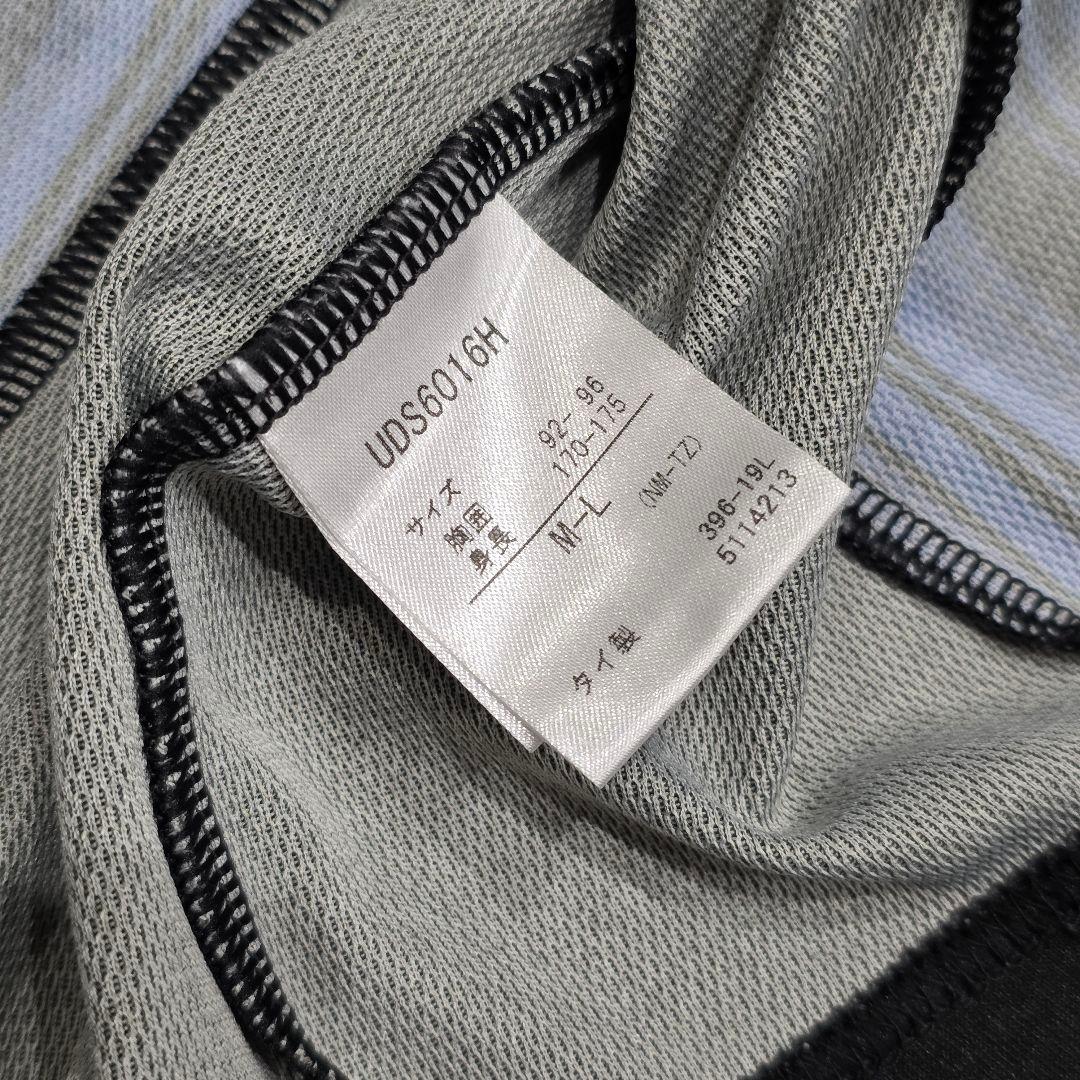 UDS6016H
サイズ
胸囲 92- 96
身長 170-175
M-L
(NM-TZ)
396-19L
5114213
タイ製